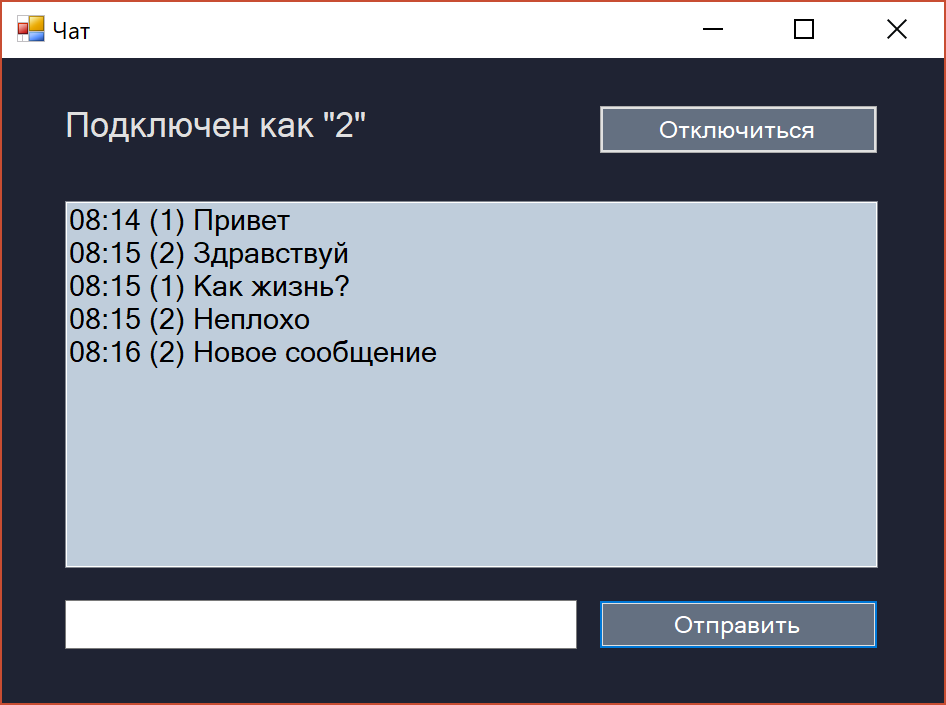 Чат
Подключен как "2"
Отключиться
08:14 (1) Привет
08:15 (2) Здравствуй
08:15 (1) Как жизнь?
08:15 (2) Неплохо
08:16 (2) Новое сообщение
Отправить